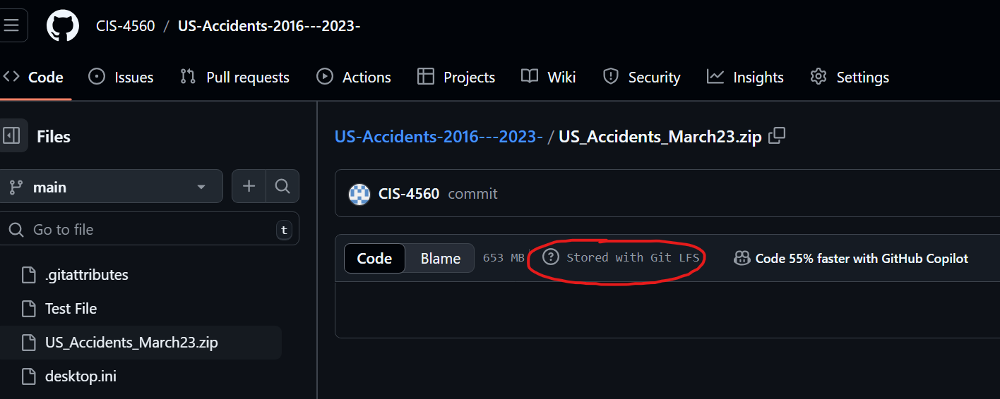 CIS-4560 / US-Accidents-2016---2023-
Code Issues Pull requests Actions Projects Wiki Security Insights Settings
Files
main
Go to file t
.gitattributes
Test File
US_Accidents_March23.zip
desktop.ini
US-Accidents-2016---2023- / US_Accidents_March23.zip
CIS-4560 commit
Code Blame 653 MB Stored with Git LFS Code 55% faster with GitHub Copilot